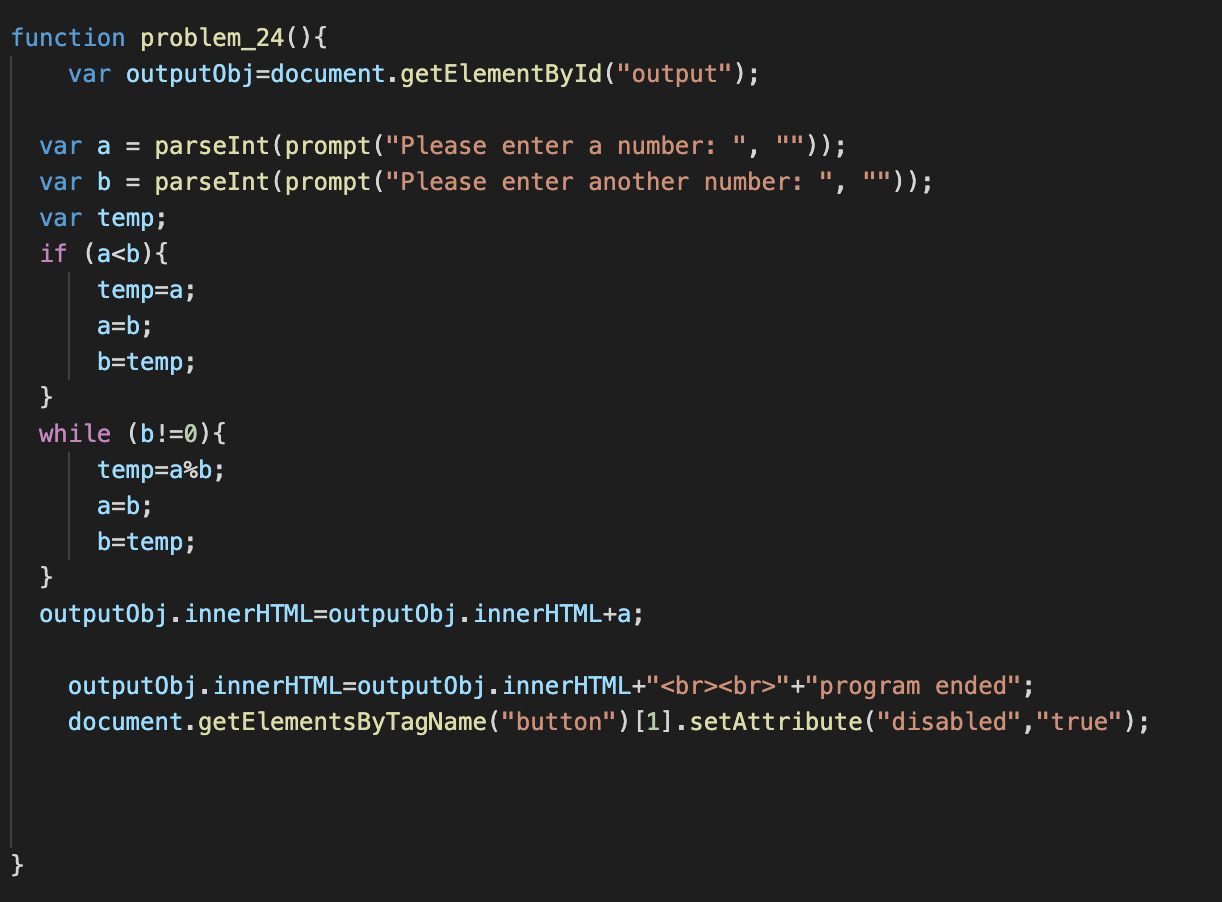 function problem_24(){
    var outputObj=document.getElementById("output");

  var a = parseInt(prompt("Please enter a number: ", ""));
  var b = parseInt(prompt("Please enter another number: ", ""));
  var temp;
  if (a<b){
      temp=a;
      a=b;
      b=temp;
  }
  while (b!=0){
      temp=a%b;
      a=b;
      b=temp;
  }
  outputObj.innerHTML=outputObj.innerHTML+a;

    outputObj.innerHTML=outputObj.innerHTML+"<br><br>"+"program ended";
    document.getElementsByTagName("button")[1].setAttribute("disabled","true");

}